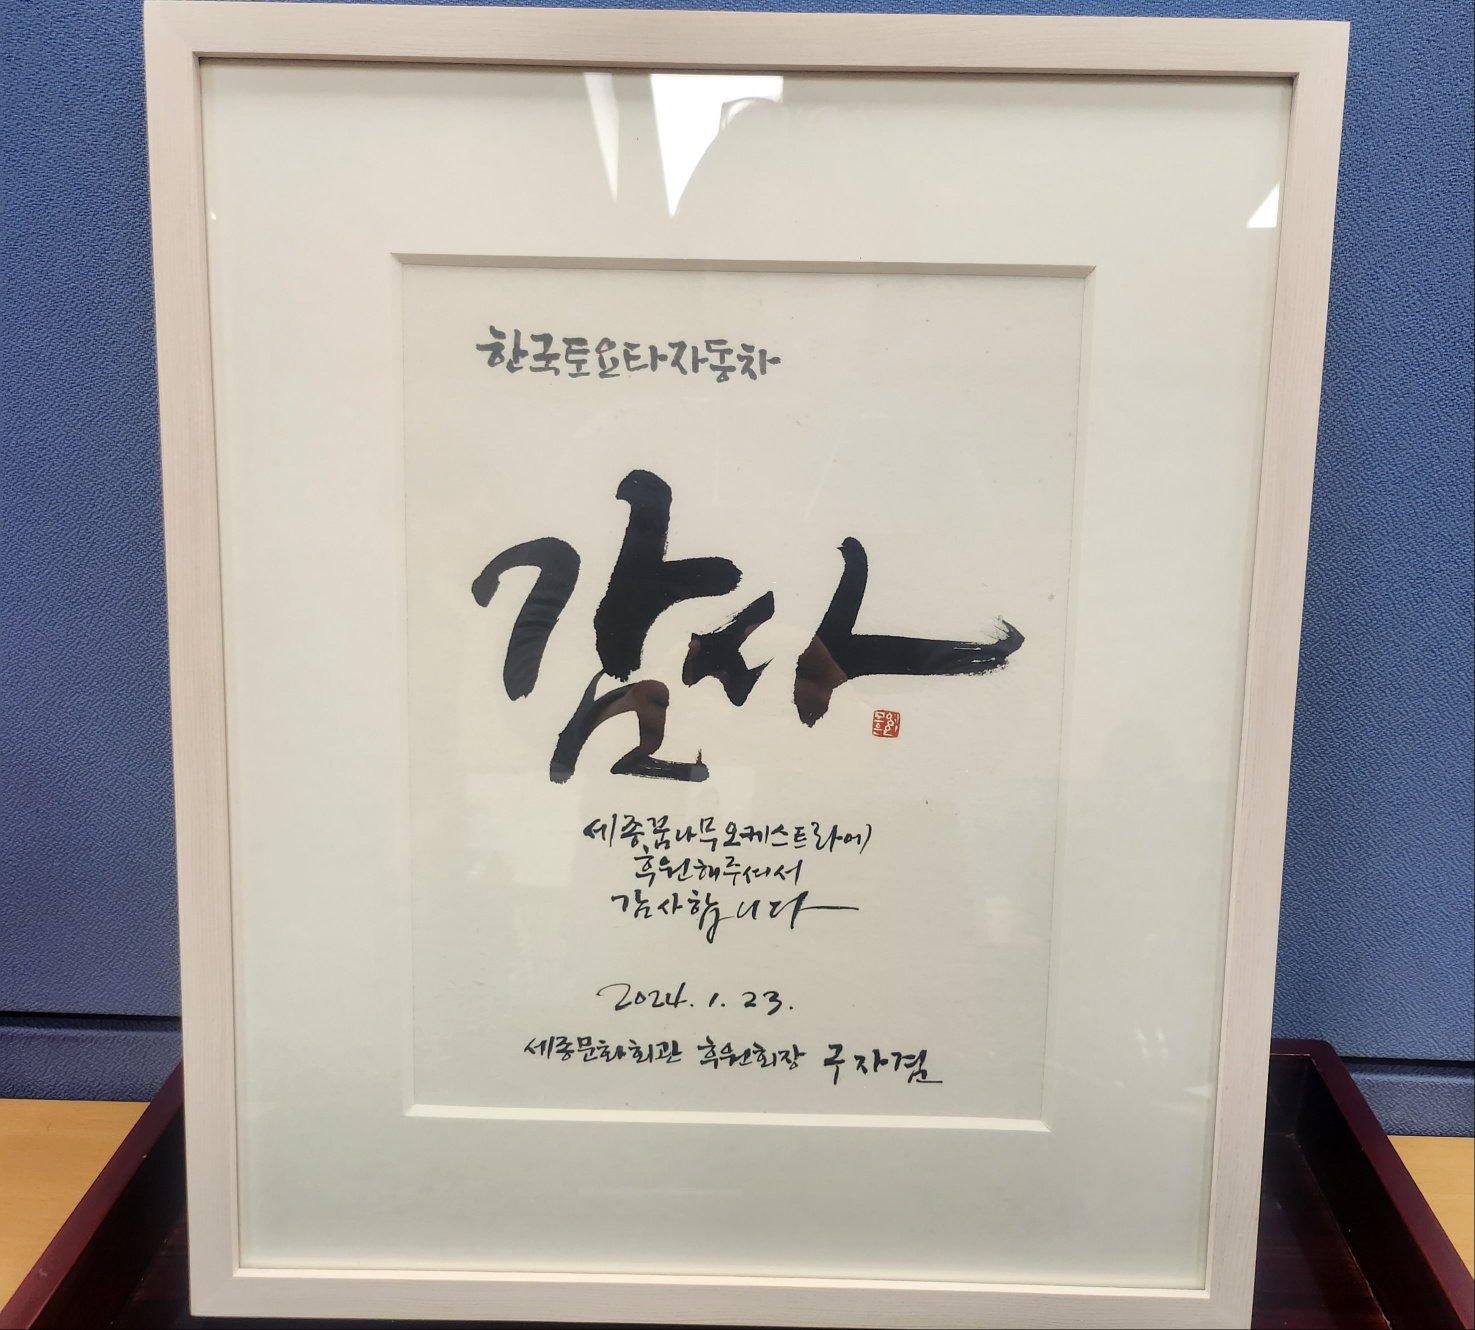 한국토요타자동차
감사
세종꿈나무오케스트라에
후원해주셔서
감사합니다
2024. 1. 23.
세종문화회관 후원회장 구자겸